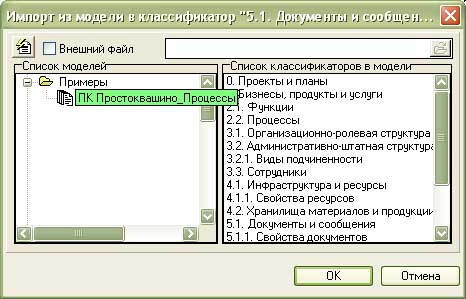 Импорт из модели в классификатор "5.1. Документы и сообщен...
Внешний файл
Список моделей
Примеры
ПК Простоквашино_Процессы
Список классификаторов в модели
0. Проекты и планы
Бизнесы, продукты и услуги
2.1. Функции
2.2. Процессы
3.1. Организационно-ролевая структура
3.2. Административно-штатная структура
3.2.1. Виды подчиненности
3.3. Сотрудники
4.1. Инфраструктура и ресурсы
4.1.1. Свойства ресурсов
4.2. Хранилища материалов и продукции
5.1. Документы и сообщения
5.1.1. Свойства документов
OK
Отмена